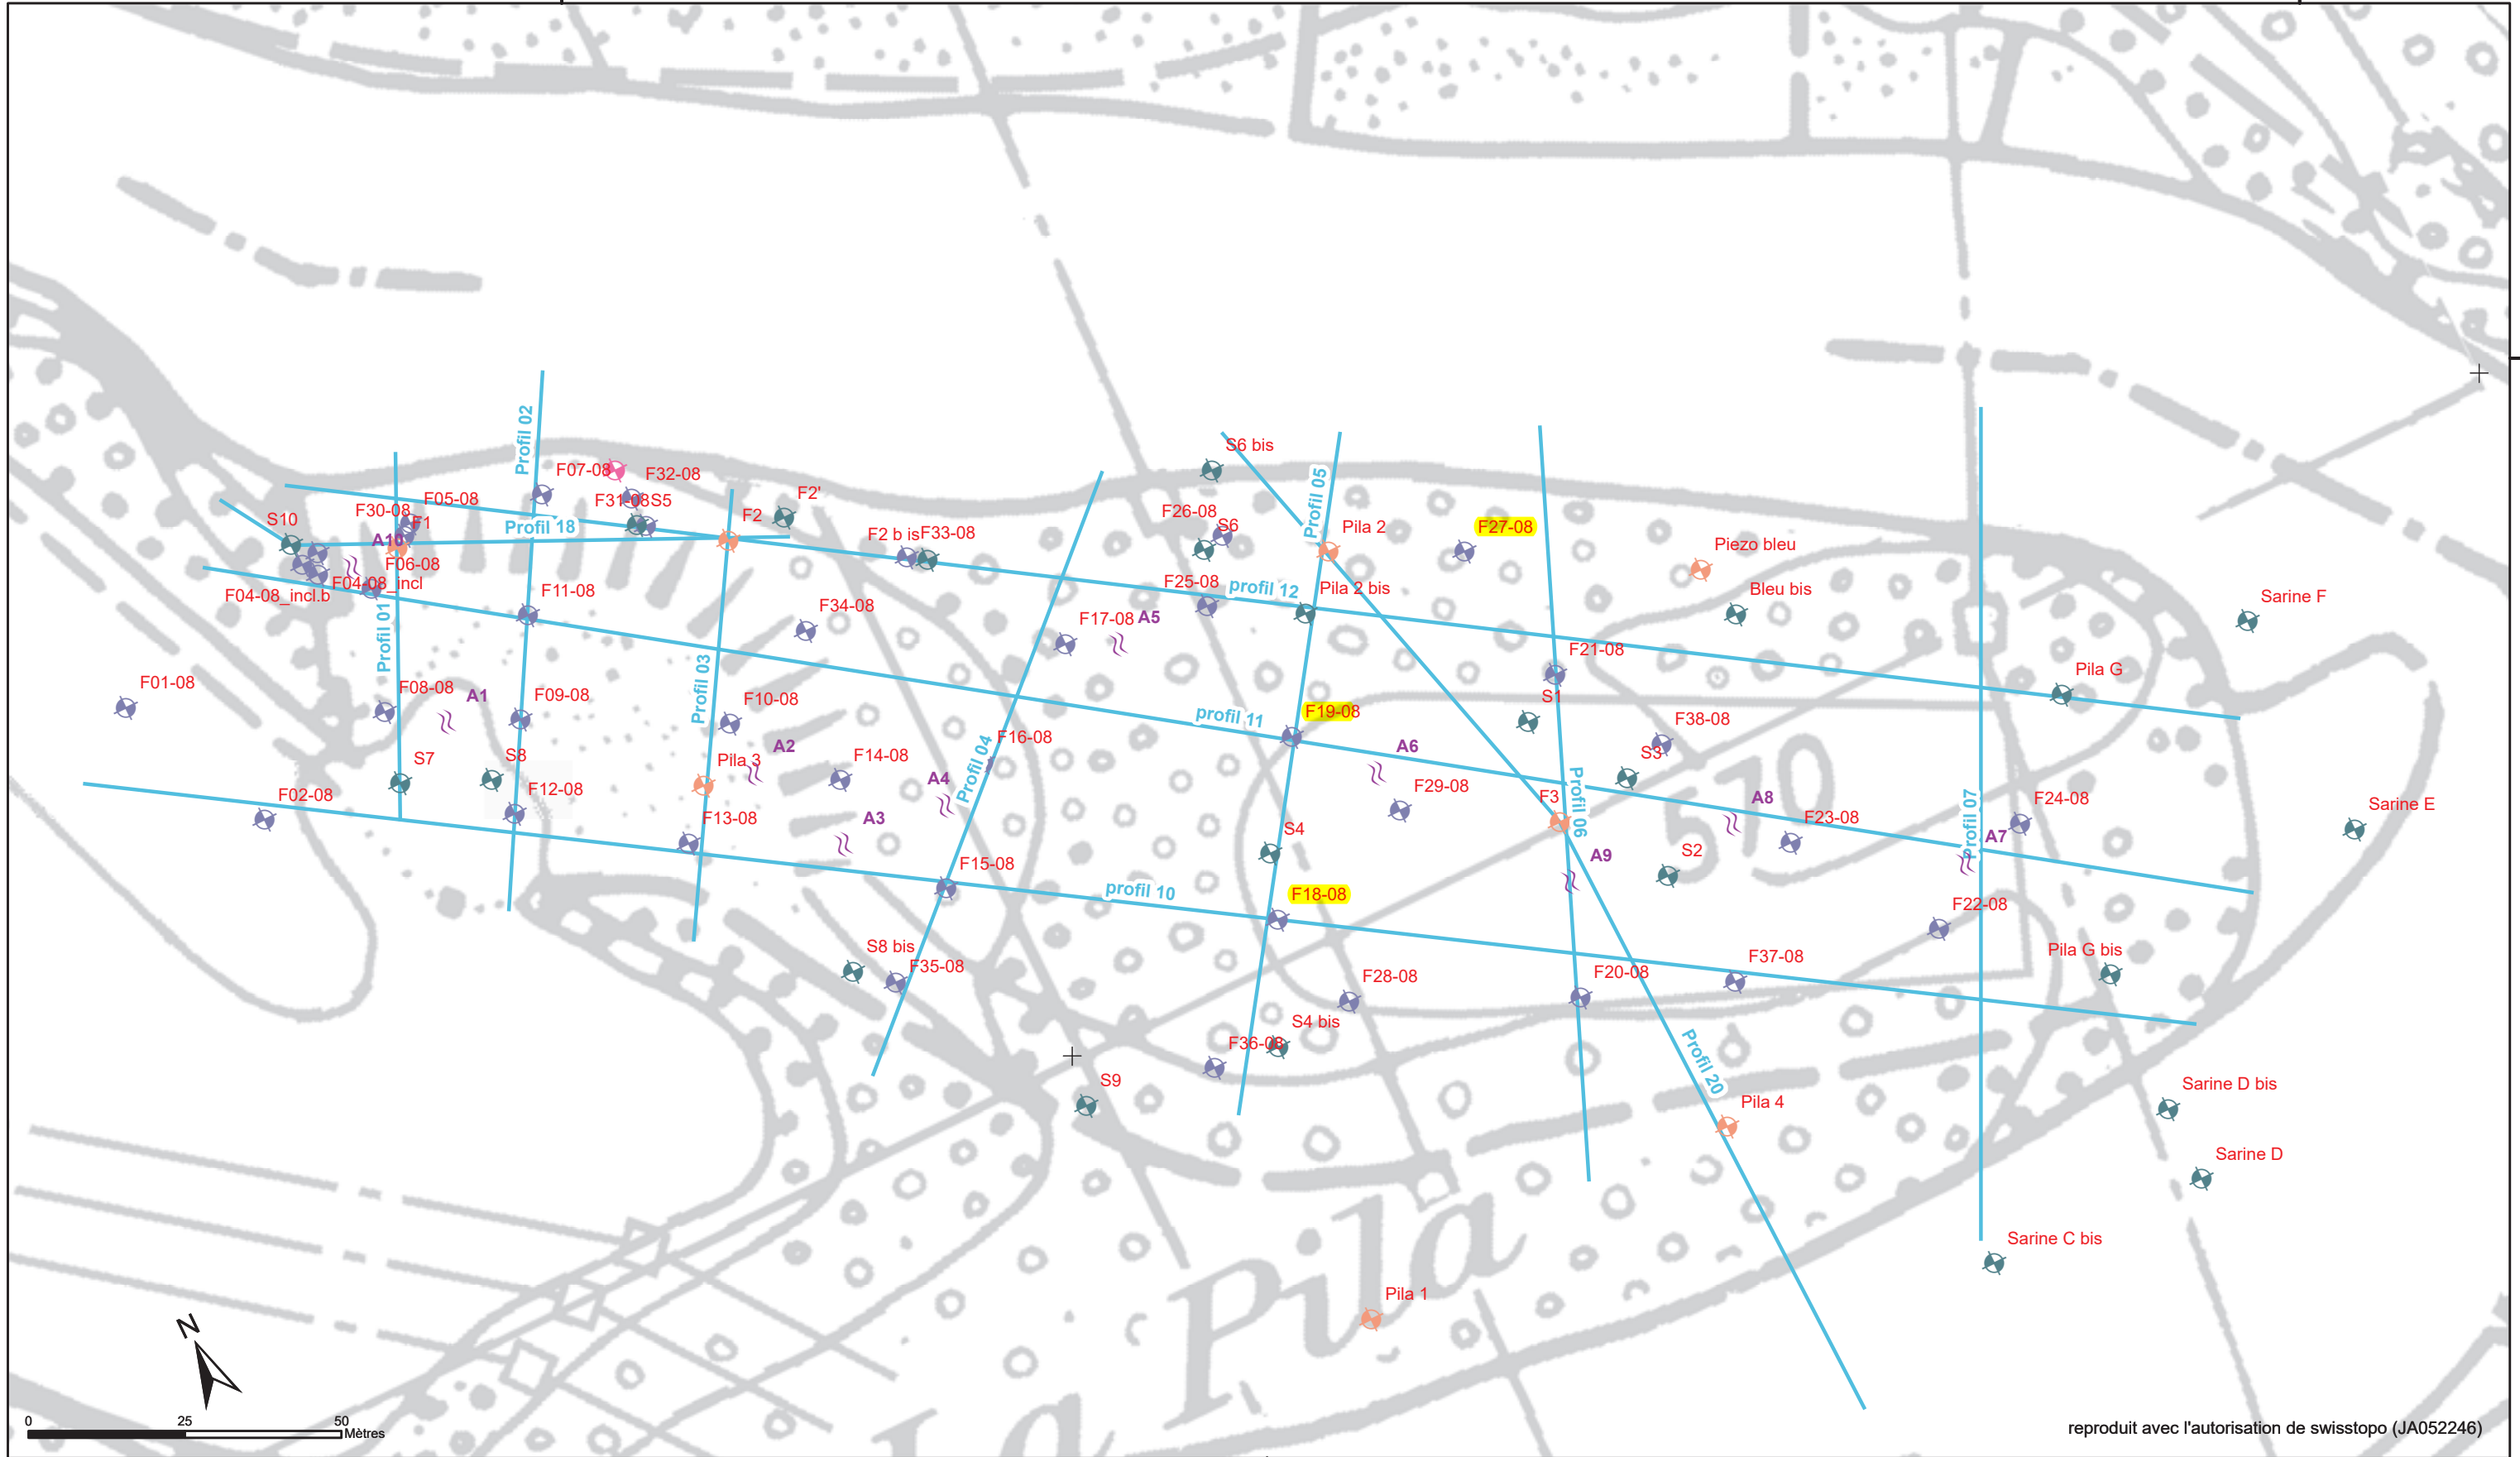 Profil 02
S6 bis
F07-08
F32-08
Profil 05
F05-08
F31-08
S5
F2'
F30-08
F1
S10
Profil 18
F2
F26-08
S6
Pila 2
F27-08
A10
F2 b is
F33-08
Piezo bleu
F06-08
F04-08_incl
F04-08_incl.b
F11-08
F25-08
profil 12
Pila 2 bis
Bleu bis
Sarine F
F34-08
F17-08
A5
Profil 01
F21-08
Pila G
F01-08
F08-08
A1
F09-08
Profil 03
F10-08
S1
profil 11
F19-08
F38-08
A2
F16-08
A6
S7
S8
Pila 3
F14-08
A4
Profil 04
S3
F02-08
F12-08
F29-08
F3
Profil 06
570
A8
F24-08
Sarine E
F13-08
A3
S4
F23-08
Profil 07
A7
F15-08
A9
S2
profil 10
F18-08
F22-08
S8 bis
F35-08
F28-08
F20-08
F37-08
Pila G bis
S4 bis
F36-08
S9
Profil 20
Sarine D bis
Pila 4
Sarine D
Pila
Sarine C bis
Pila 1
N
la
0
25
50
Mètres
reproduit avec l'autorisation de swisstopo (JA052246)